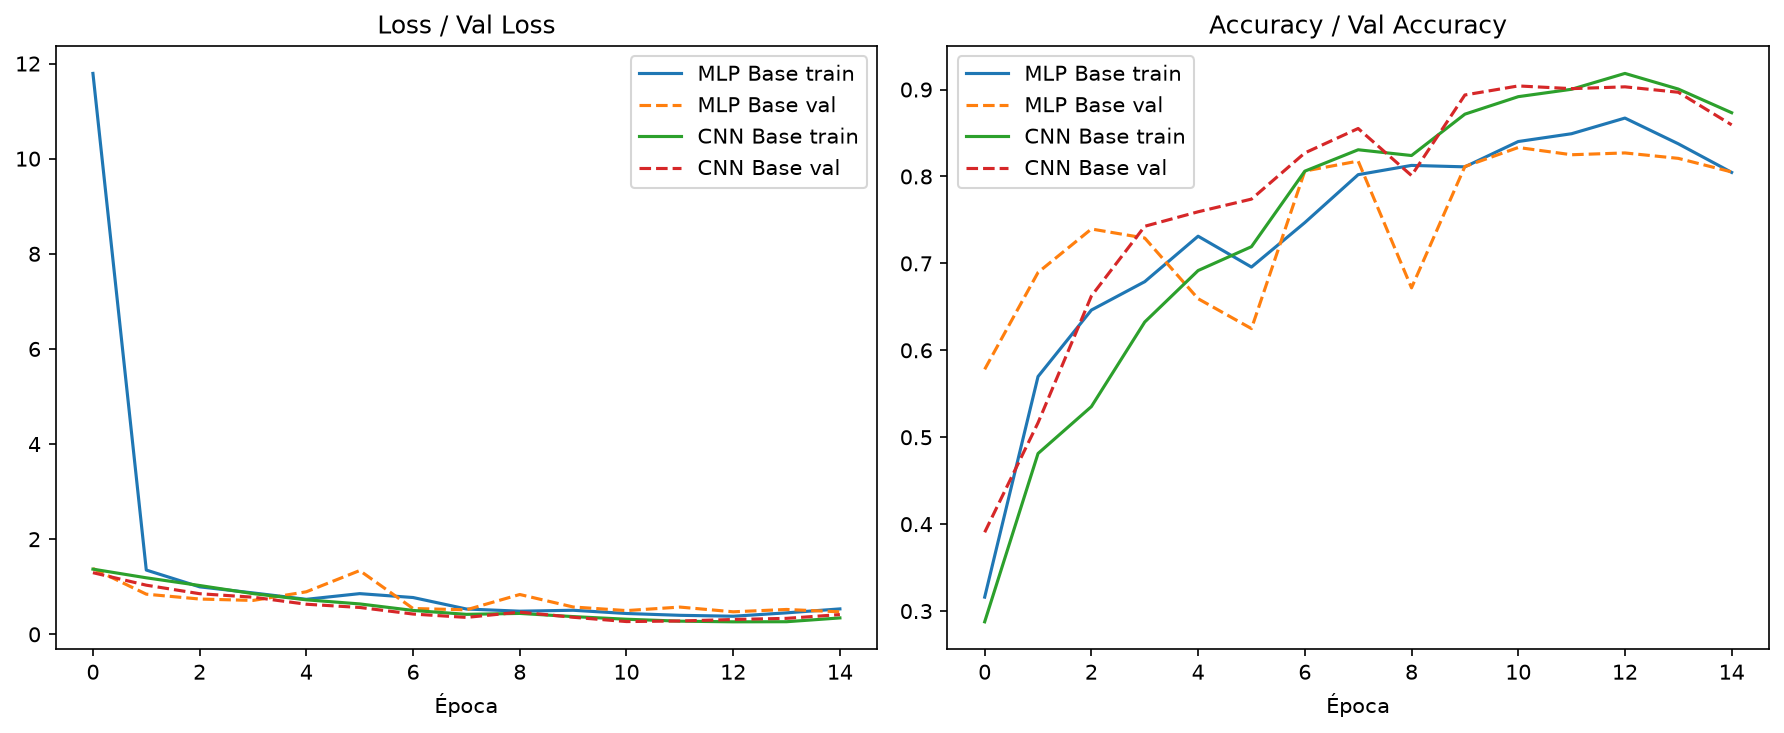 Loss / Val Loss
12
10
8
6
4
2
0
0 2 4 6 8 10 12 14
Época
MLP Base train
MLP Base val
CNN Base train
CNN Base val
Accuracy / Val Accuracy
0.9
0.8
0.7
0.6
0.5
0.4
0.3
0 2 4 6 8 10 12 14
Época
MLP Base train
MLP Base val
CNN Base train
CNN Base val